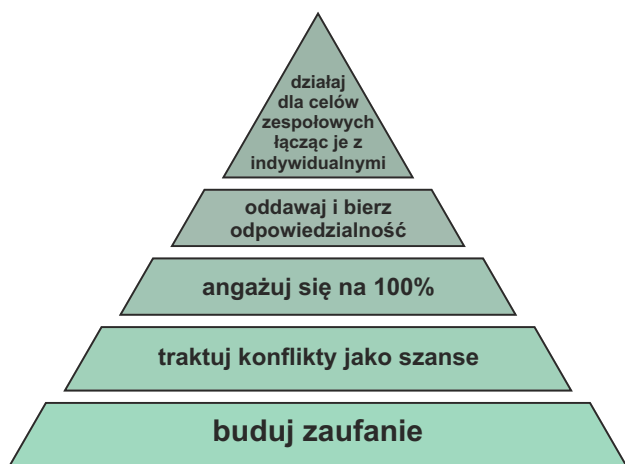 działaj
dla celów
zespołowych
łącząc je z
indywidualnymi
oddawaj i bierz
odpowiedzialność
angażuj się na 100%
traktuj konflikty jako szanse
buduj zaufanie